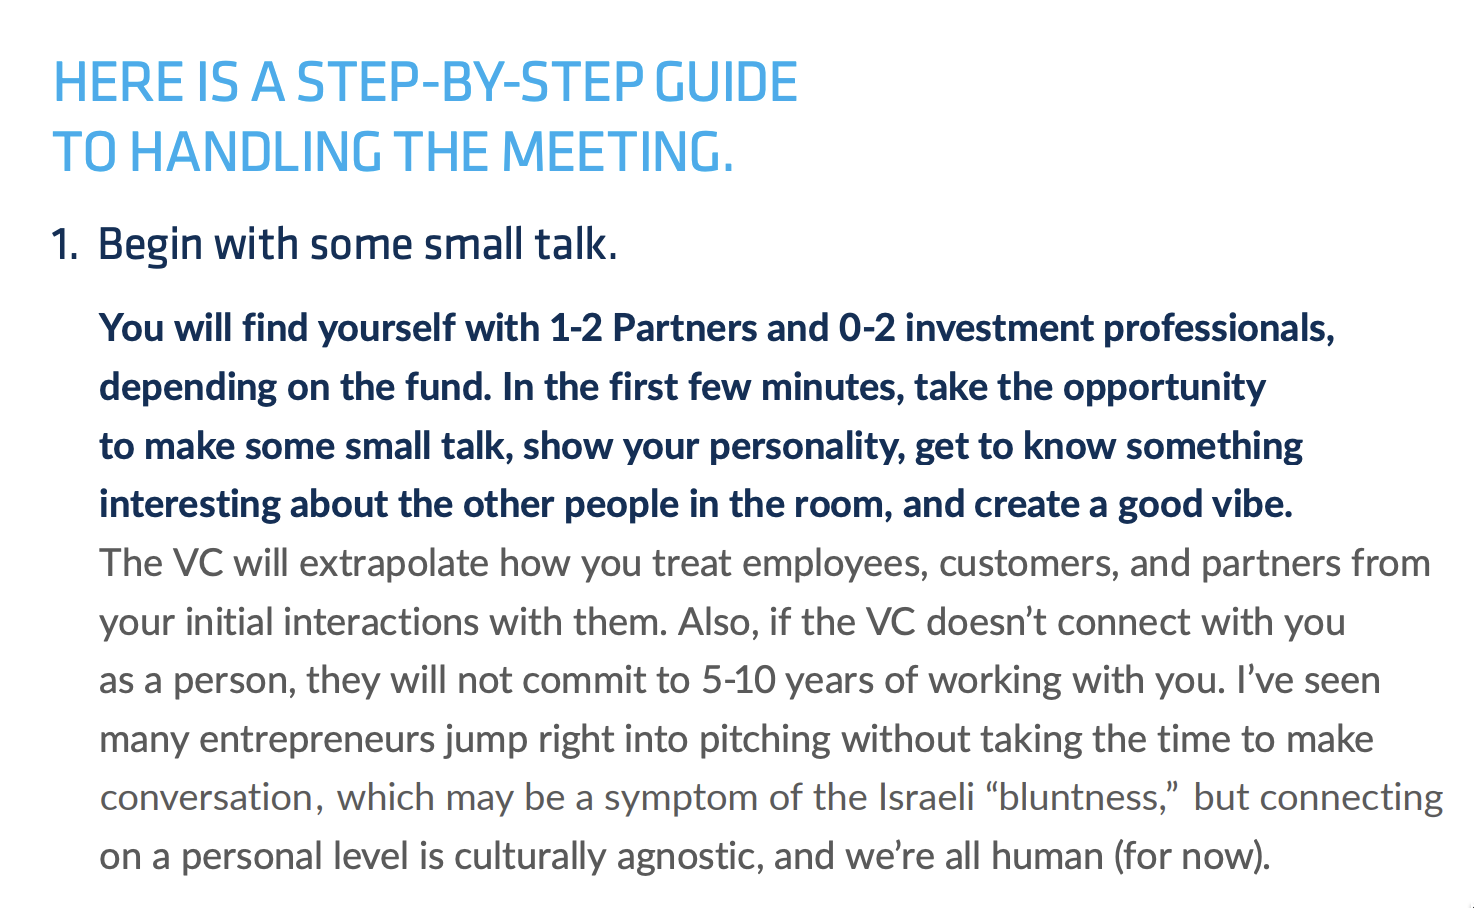 HERE IS A STEP-BY-STEP GUIDE
TO HANDLING THE MEETING.
1. Begin with some small talk.
You will find yourself with 1-2 Partners and 0-2 investment professionals,
depending on the fund. In the first few minutes, take the opportunity
to make some small talk, show your personality, get to know something
interesting about the other people in the room, and create a good vibe.
The VC will extrapolate how you treat employees, customers, and partners from
your initial interactions with them. Also, if the VC doesn’t connect with you
as a person, they will not commit to 5-10 years of working with you. I’ve seen
many entrepreneurs jump right into pitching without taking the time to make
conversation, which may be a symptom of the Israeli “bluntness,” but connecting
on a personal level is culturally agnostic, and we’re all human (for now).